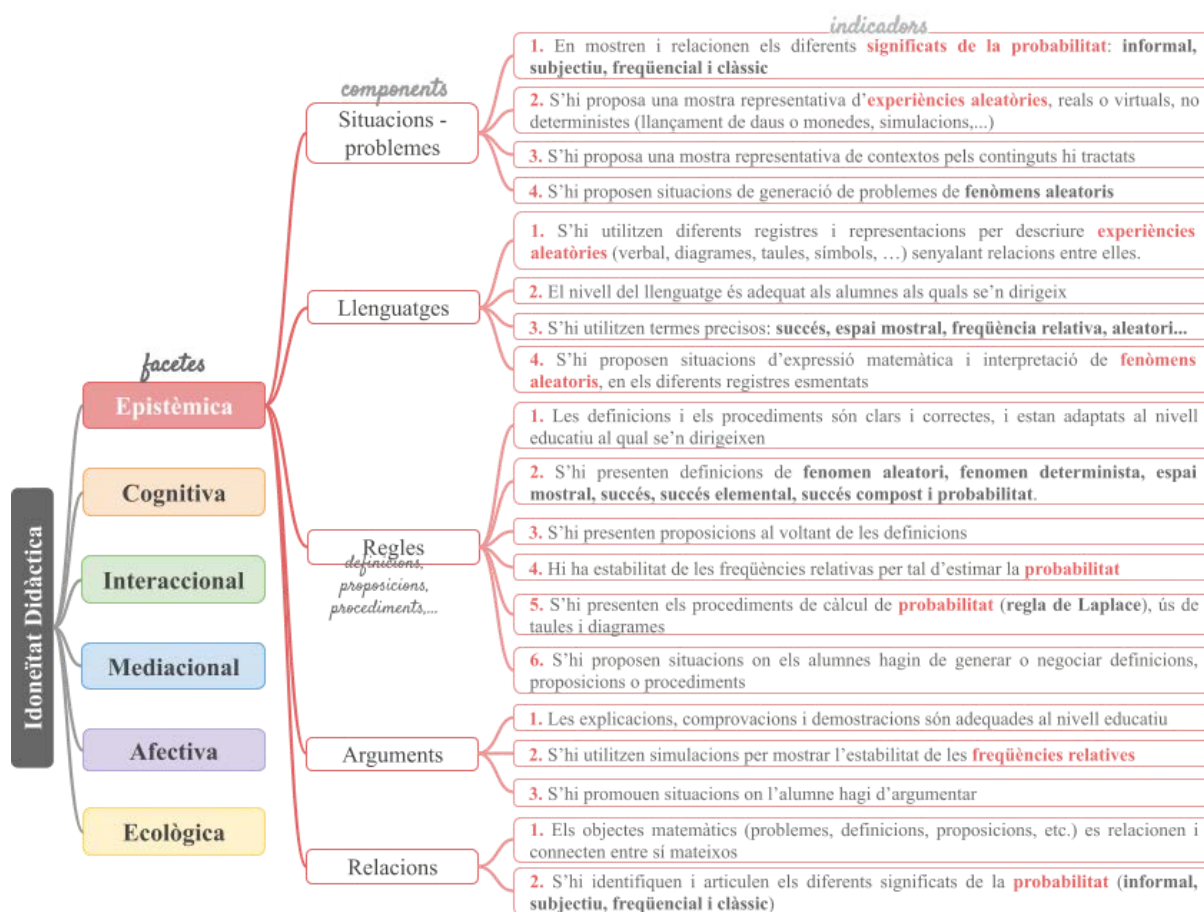 indicadors
components
Situacions -
problemes
1. En mostren i relacionen els diferents significats de la probabilitat: informal,
subjectiu, freqüencial i clàssic
2. S'hi proposa una mostra representativa d'experiències aleatòries, reals o virtuals, no
deterministes (llançament de daus o monedes, simulacions,...)
3. S'hi proposa una mostra representativa de contextos pels continguts hi tractats
4. S'hi proposen situacions de generació de problemes de fenòmens aleatoris
Llenguatges
1. S'hi utilitzen diferents registres i representacions per descriure experiències
aleatòries (verbal, diagrames, taules, símbols, …) senyalant relacions entre elles.
2. El nivell del llenguatge és adequat als alumnes als quals se'n dirigeix
3. S'hi utilitzen termes precisos: succés, espai mostral, freqüència relativa, aleatori...
4. S'hi proposen situacions d'expressió matemàtica i interpretació de fenòmens
aleatoris, en els diferents registres esmentats
facetes
Epistèmica
Cognitiva
Interaccional
Mediacional
Afectiva
Ecològica
Idoneïtat Didàctica
Regles
definicions,
proposicions,
procediments,...
1. Les definicions i els procediments són clars i correctes, i estan adaptats al nivell
educatiu al qual se'n dirigeixen
2. S'hi presenten definicions de fenomen aleatori, fenomen determinista, espai
mostral, succés, succés elemental, succés compost i probabilitat.
3. S'hi presenten proposicions al voltant de les definicions
4. Hi ha estabilitat de les freqüències relativas per tal d'estimar la probabilitat
5. S'hi presenten els procediments de càlcul de probabilitat (regla de Laplace), ús de
taules i diagrames
6. S'hi proposen situacions on els alumnes hagin de generar o negociar definicions,
proposicions o procediments
Arguments
1. Les explicacions, comprovacions i demostracions són adequades al nivell educatiu
2. S'hi utilitzen simulacions per mostrar l'estabilitat de les freqüències relatives
3. S'hi promouen situacions on l'alumne hagi d'argumentar
Relacions
1. Els objectes matemàtics (problemes, definicions, proposicions, etc.) es relacionen i
connecten entre sí mateixos
2. S'hi identifiquen i articulen els diferents significats de la probabilitat (informal,
subjectiu, freqüencial i clàssic)